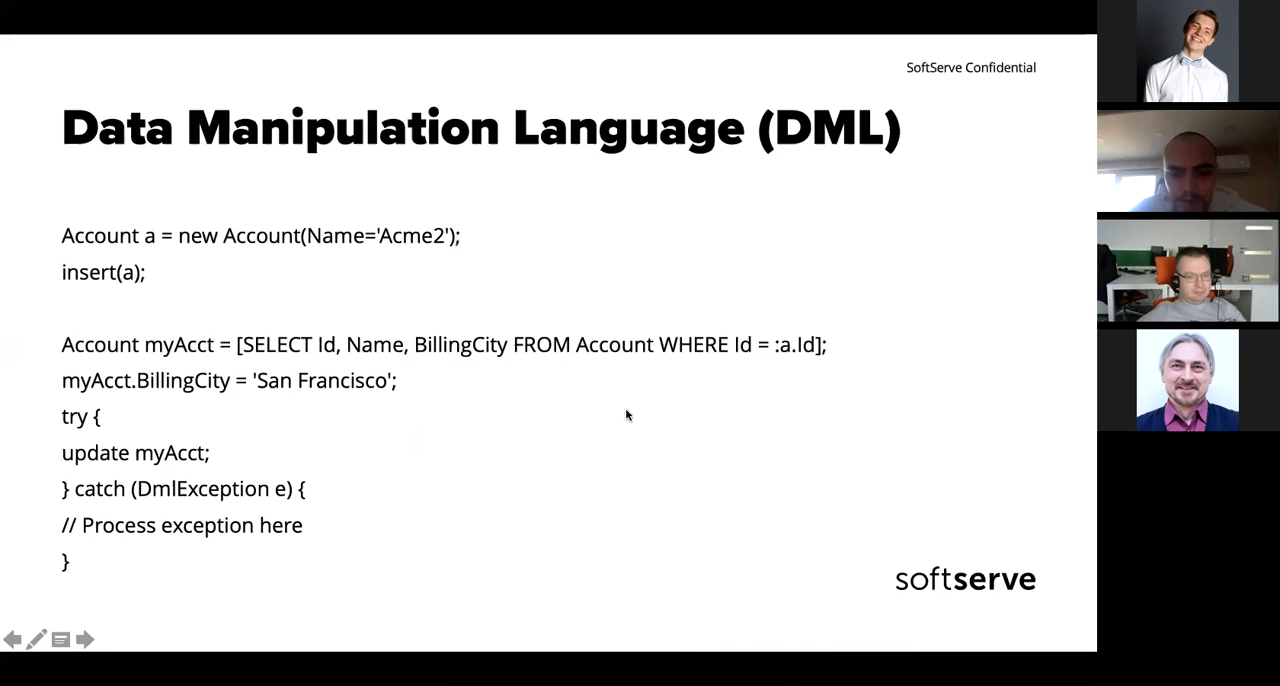 SoftServe Confidential
Data Manipulation Language (DML)
Account a = new Account(Name='Acme2');
insert(a);
Account myAcct = [SELECT Id, Name, BillingCity FROM Account WHERE Id = :a.Id];
myAcct.BillingCity = 'San Francisco';
try {
update myAcct;
} catch (DmlException e) {
// Process exception here
}
softserve